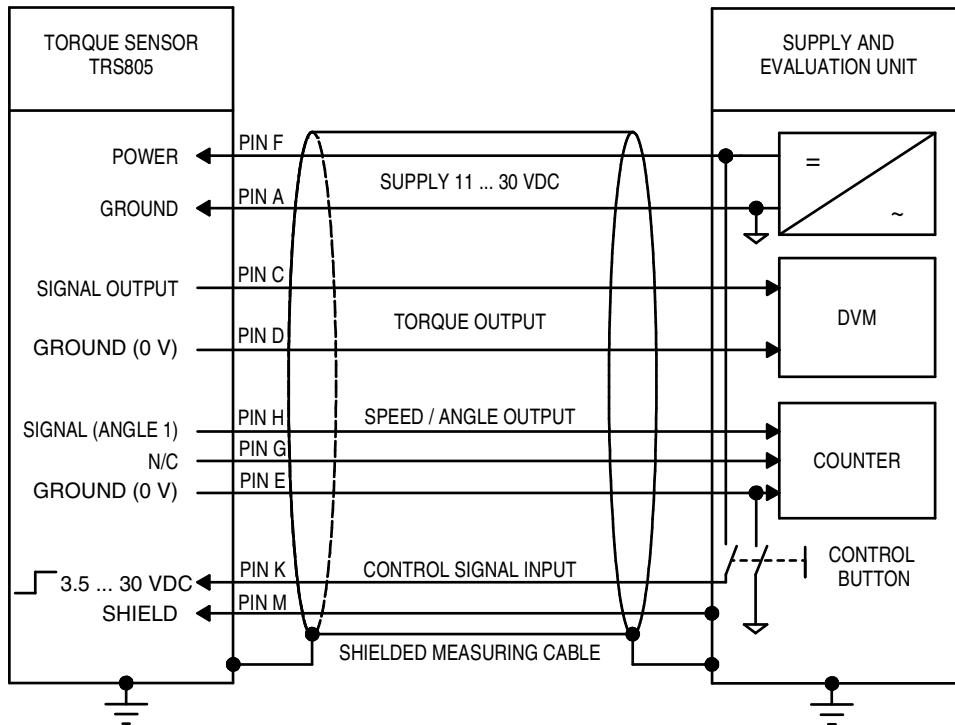 TORQUE SENSOR
TRS805
SUPPLY AND
EVALUATION UNIT
POWER
PIN F
=
SUPPLY 11 ... 30 VDC
GROUND
PIN A
~
SIGNAL OUTPUT
PIN C
DVM
TORQUE OUTPUT
GROUND (0 V)
PIN D
SIGNAL (ANGLE 1)
PIN H
SPEED / ANGLE OUTPUT
N/C
PIN G
COUNTER
GROUND (0 V)
PIN E
3.5 ... 30 VDC
PIN K
CONTROL SIGNAL INPUT
CONTROL
BUTTON
SHIELD
PIN M
SHIELDED MEASURING CABLE